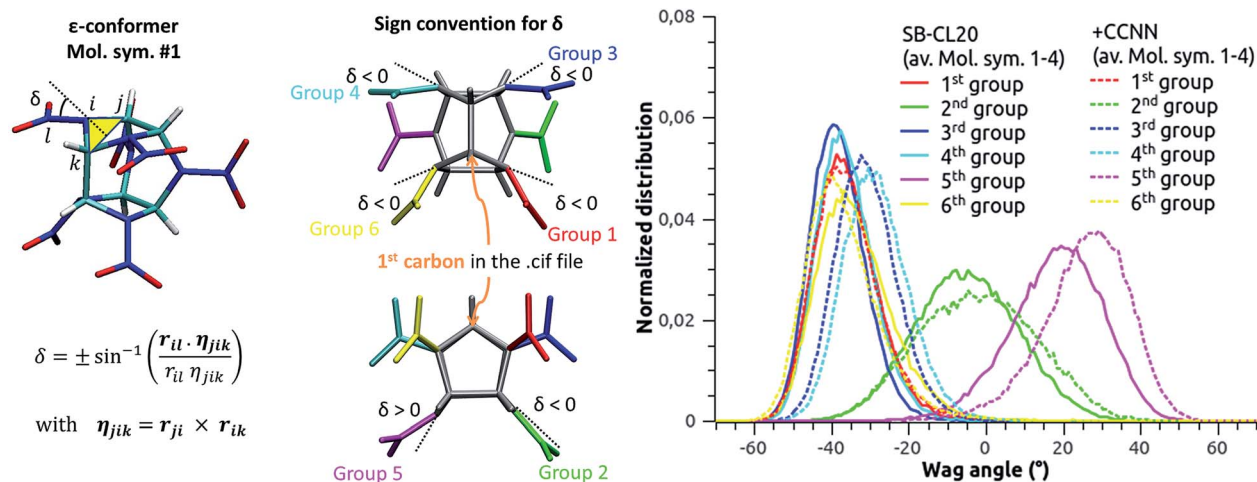 ε-conformer
Mol. sym. #1
δ
i
j
l
k
δ = ± sin⁻¹ ( r_il · η_jik / r_il η_jik )
with η_jik = r_ji × r_ik
Sign convention for δ
Group 3
δ < 0
δ < 0
Group 4
δ < 0
δ < 0
Group 6
Group 1
1st carbon in the .cif file
δ > 0
δ < 0
Group 5
Group 2
Normalized distribution
0,08
0,06
0,04
0,02
0
SB-CL20
(av. Mol. sym. 1-4)
1st group
2nd group
3rd group
4th group
5th group
6th group
+CCNN
(av. Mol. sym. 1-4)
1st group
2nd group
3rd group
4th group
5th group
6th group
-60
-40
-20
0
20
40
60
Wag angle (°)